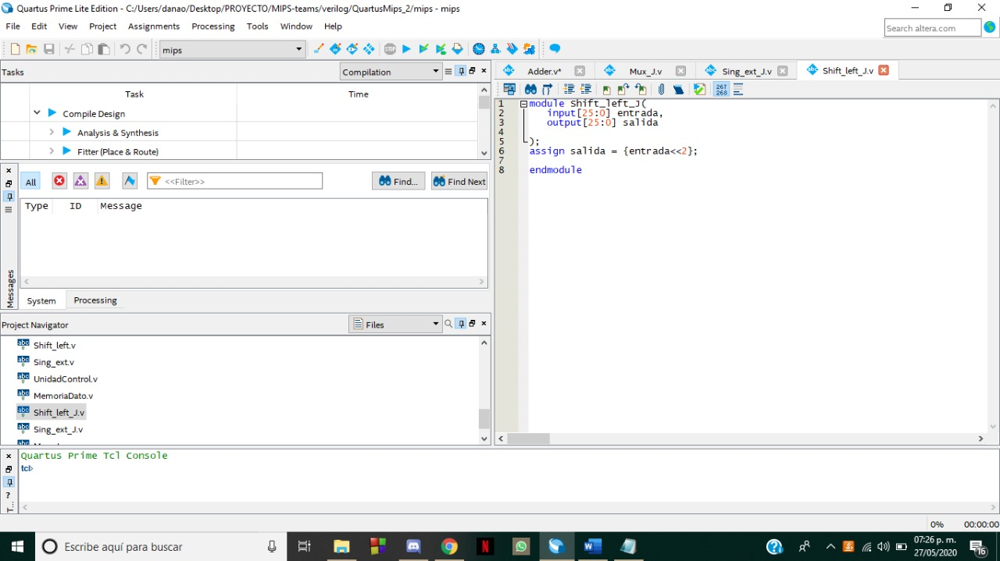 Quartus Prime Lite Edition - C:/Users/danao/Desktop/PROYECTO/MIPS-teams/verilog/QuartusMips_2/mips - mips
File Edit View Project Assignments Processing Tools Window Help
Search altera.com
mips
Tasks
Compilation
Task Time
Compile Design
Analysis & Synthesis
Fitter (Place & Route)
All
<<Filter>>
Find...
Find Next
Type ID Message
System Processing
Messages
Project Navigator
Files
Shift_left.v
Sing_ext.v
UnidadControl.v
MemoriaDato.v
Shift_left_J.v
Sing_ext_J.v
Adder.v* Mux_J.v Sing_ext_J.v Shift_left_J.v
267
268
1 module Shift_left_J(
2 input[25:0] entrada,
3 output[25:0] salida
4
5 );
6 assign salida = {entrada<<2};
7
8 endmodule
Quartus Prime Tcl Console
tcl>
0% 00:00:00
Escribe aquí para buscar
07:26 p. m.
27/05/2020
16